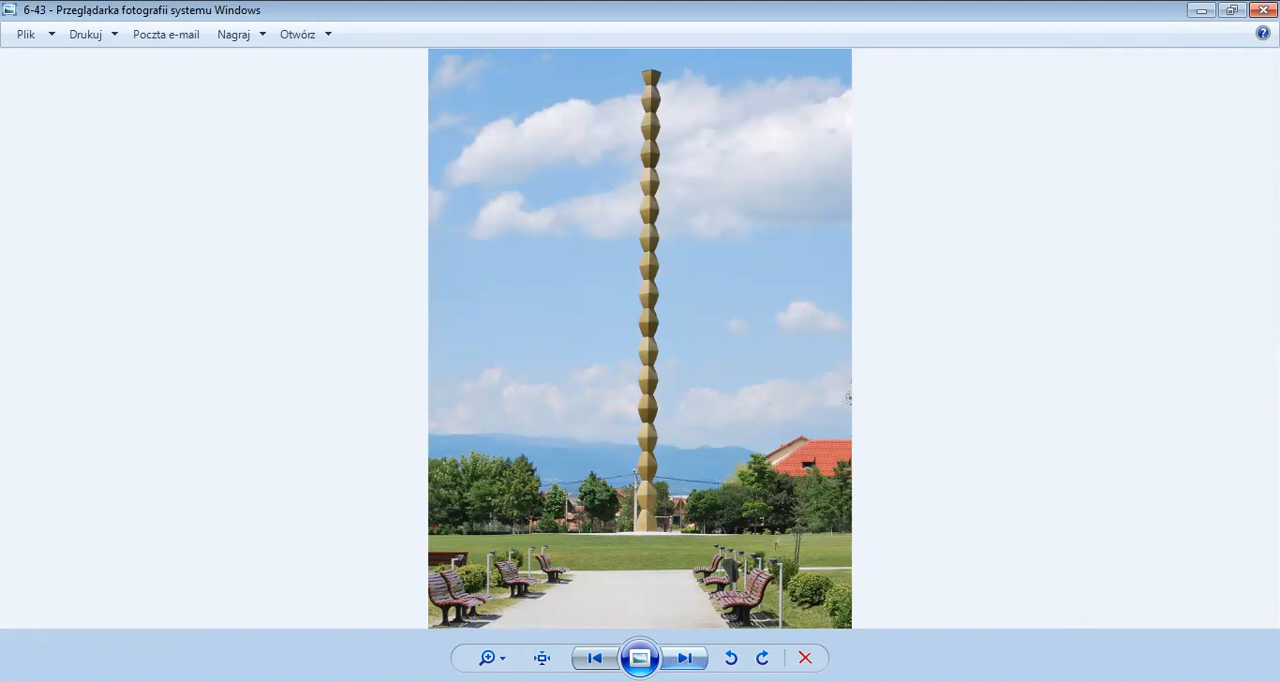 6-43 - Przeglądarka fotografii systemu Windows
Plik Drukuj Poczta e-mail Nagraj Otwórz